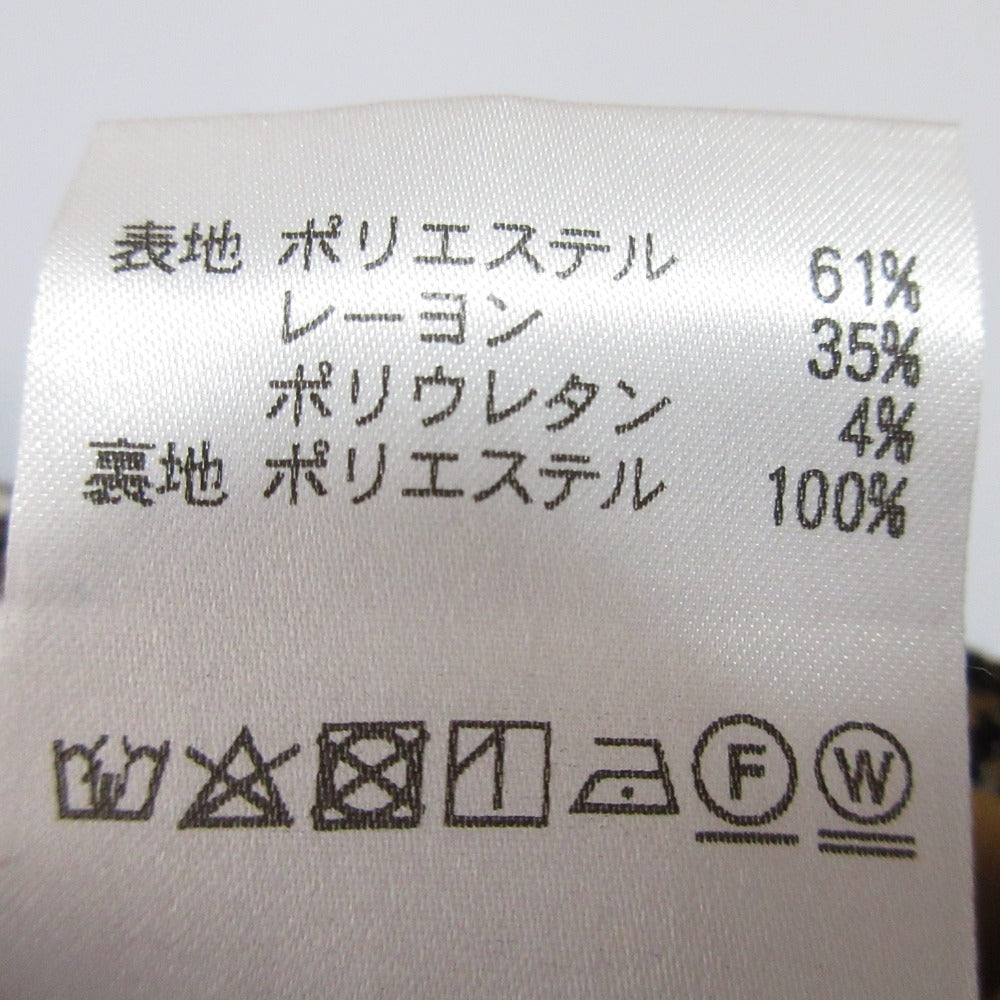 表地 ポリエステル 61%
レーヨン 35%
ポリウレタン 4%
裏地 ポリエステル 100%
F W